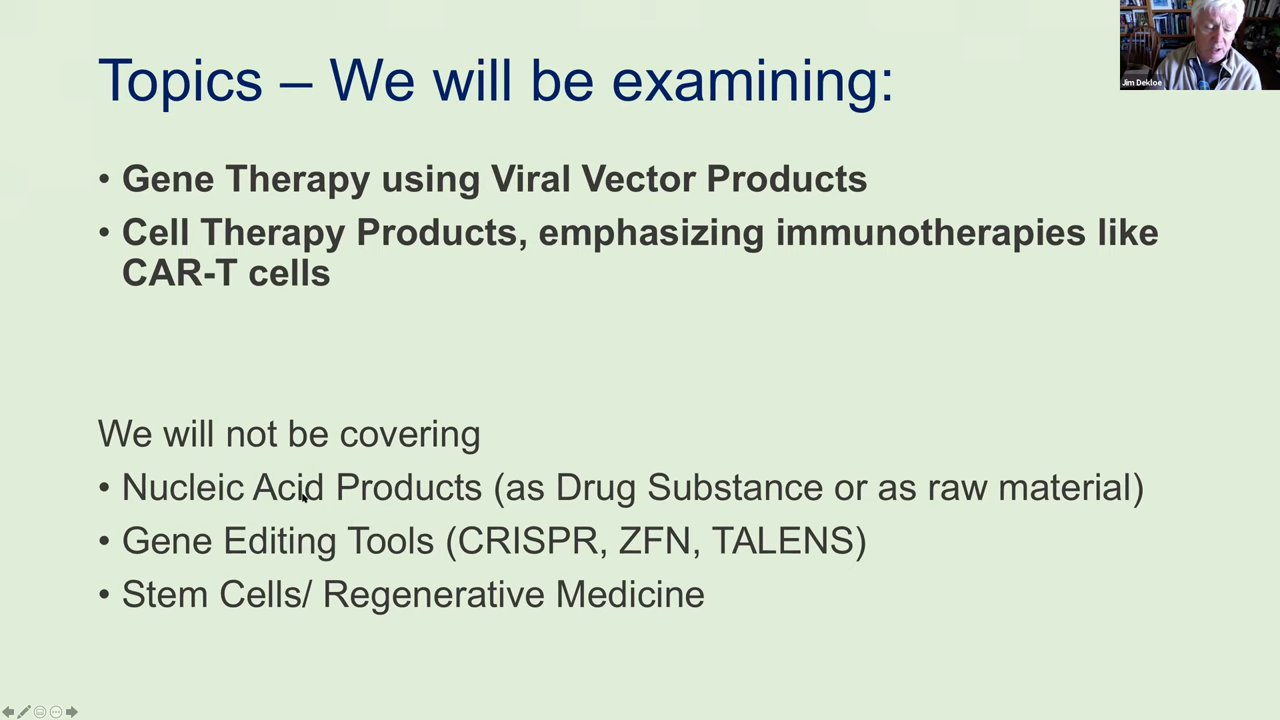 Topics – We will be examining:
• Gene Therapy using Viral Vector Products
• Cell Therapy Products, emphasizing immunotherapies like
CAR-T cells
We will not be covering
• Nucleic Acid Products (as Drug Substance or as raw material)
• Gene Editing Tools (CRISPR, ZFN, TALENS)
• Stem Cells/ Regenerative Medicine
Jim Dekloe